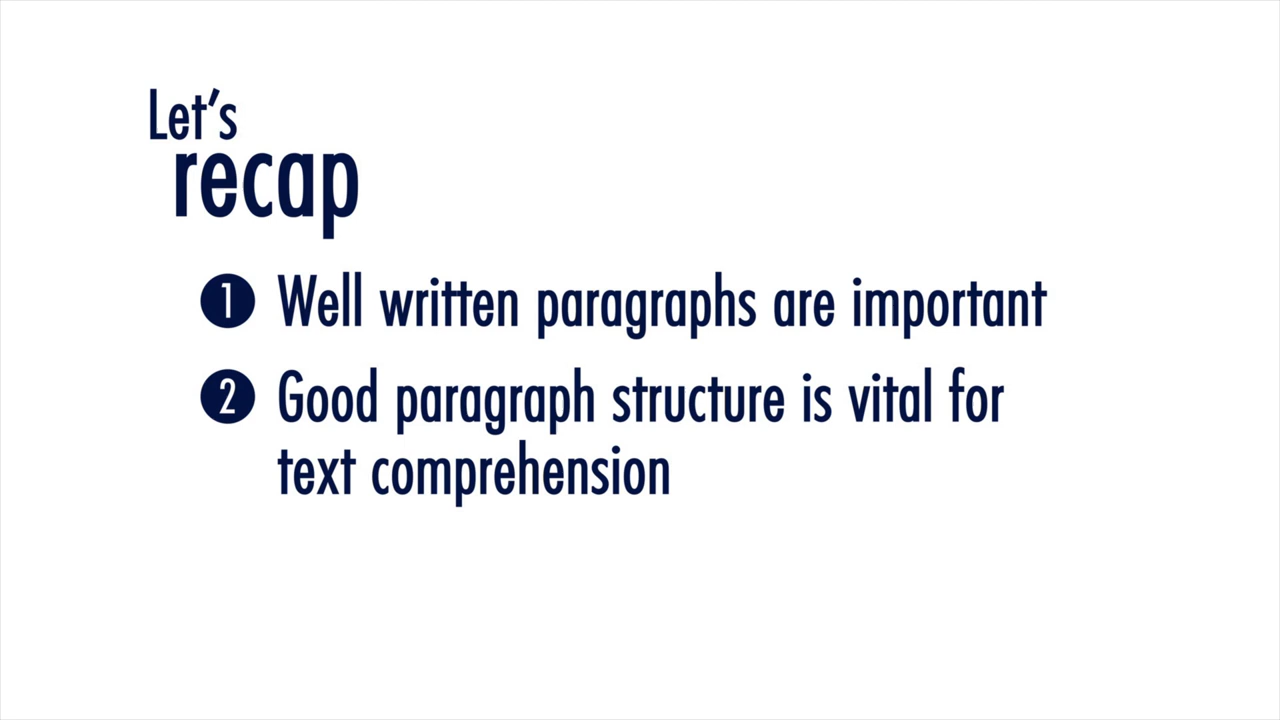 Let's
recap
1 Well written paragraphs are important
2 Good paragraph structure is vital for
text comprehension